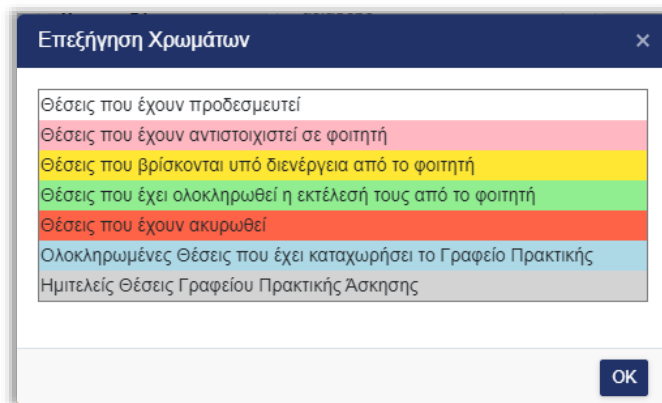 Επεξήγηση Χρωμάτων
×
Θέσεις που έχουν προδεσμευτεί
Θέσεις που έχουν αντιστοιχιστεί σε φοιτητή
Θέσεις που βρίσκονται υπό διενέργεια από το φοιτητή
Θέσεις που έχει ολοκληρωθεί η εκτέλεσή τους από το φοιτητή
Θέσεις που έχουν ακυρωθεί
Ολοκληρωμένες Θέσεις που έχει καταχωρήσει το Γραφείο Πρακτικής
Ημιτελείς Θέσεις Γραφείου Πρακτικής Άσκησης
OK